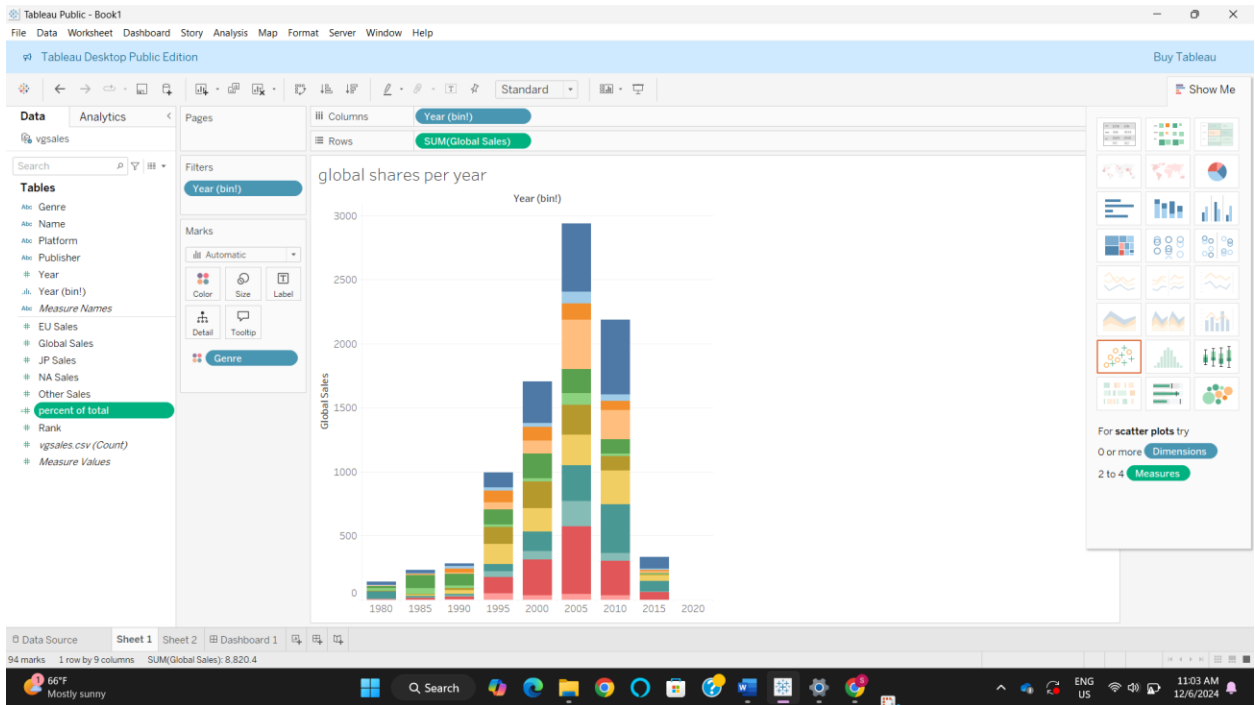 Tableau Public - Book1
File Data Worksheet Dashboard Story Analysis Map Format Server Window Help
Tableau Desktop Public Edition
Buy Tableau
Standard
Show Me
Data
Analytics
vgsales
Search
Tables
Abc Genre
Abc Name
Abc Platform
Abc Publisher
# Year
Year (bin!)
Abc Measure Names
# EU Sales
# Global Sales
# JP Sales
# NA Sales
# Other Sales
=# percent of total
# Rank
# vgsales.csv (Count)
# Measure Values
Pages
Filters
Year (bin!)
Marks
Automatic
Color Size Label
Detail Tooltip
Genre
Columns
Year (bin!)
Rows
SUM(Global Sales)
global shares per year
Year (bin!)
3000
2500
2000
1500
1000
500
0
Global Sales
1980 1985 1990 1995 2000 2005 2010 2015 2020
For scatter plots try
0 or more Dimensions
2 to 4 Measures
Data Source
Sheet 1
Sheet 2
Dashboard 1
94 marks 1 row by 9 columns SUM(Global Sales): 8,820.4
1
66°F
Mostly sunny
Search
ENG
US
11:03 AM
12/6/2024